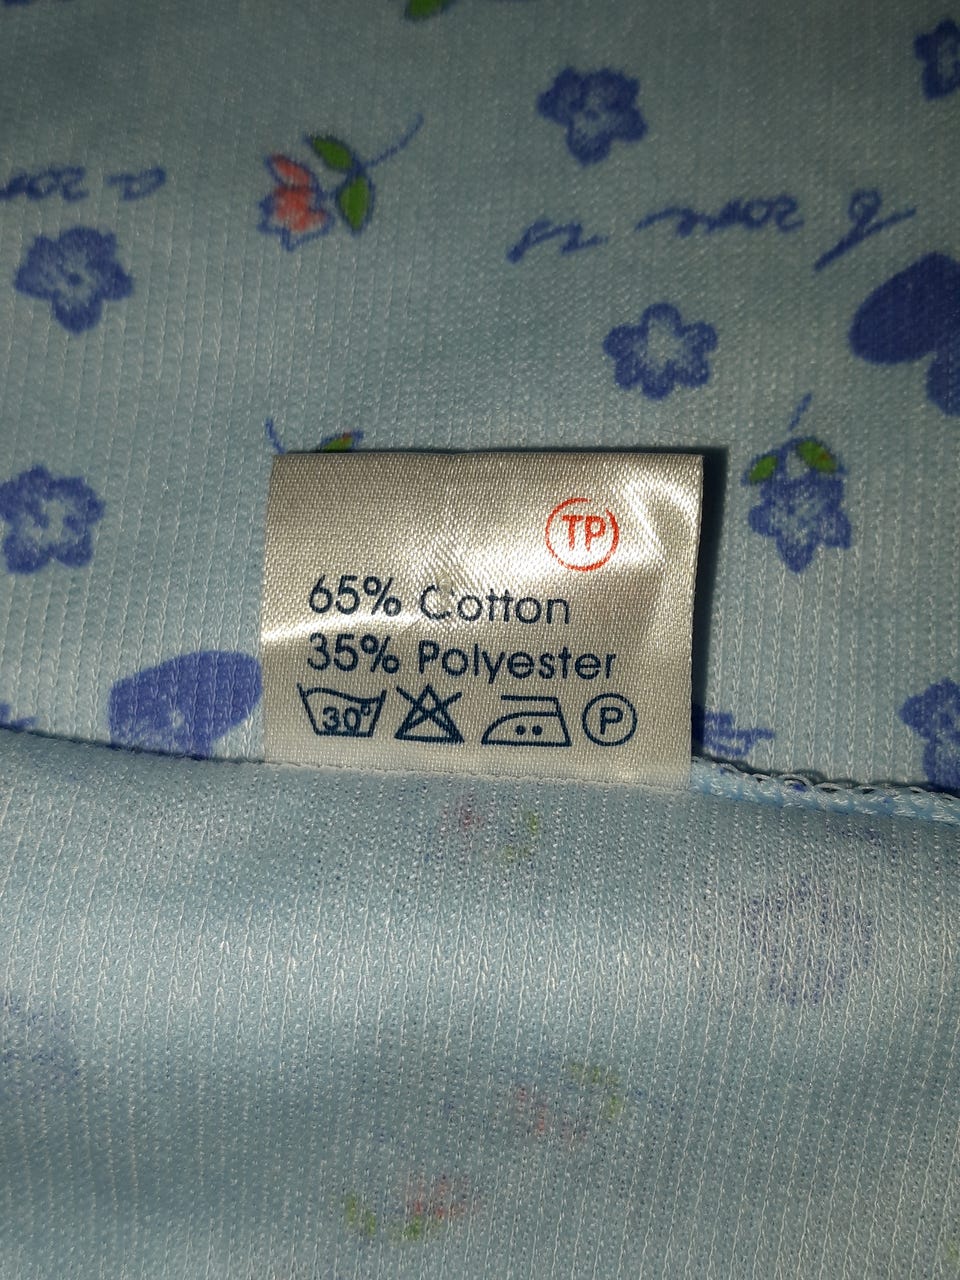 TP
65% Cotton
35% Polyester
30° P